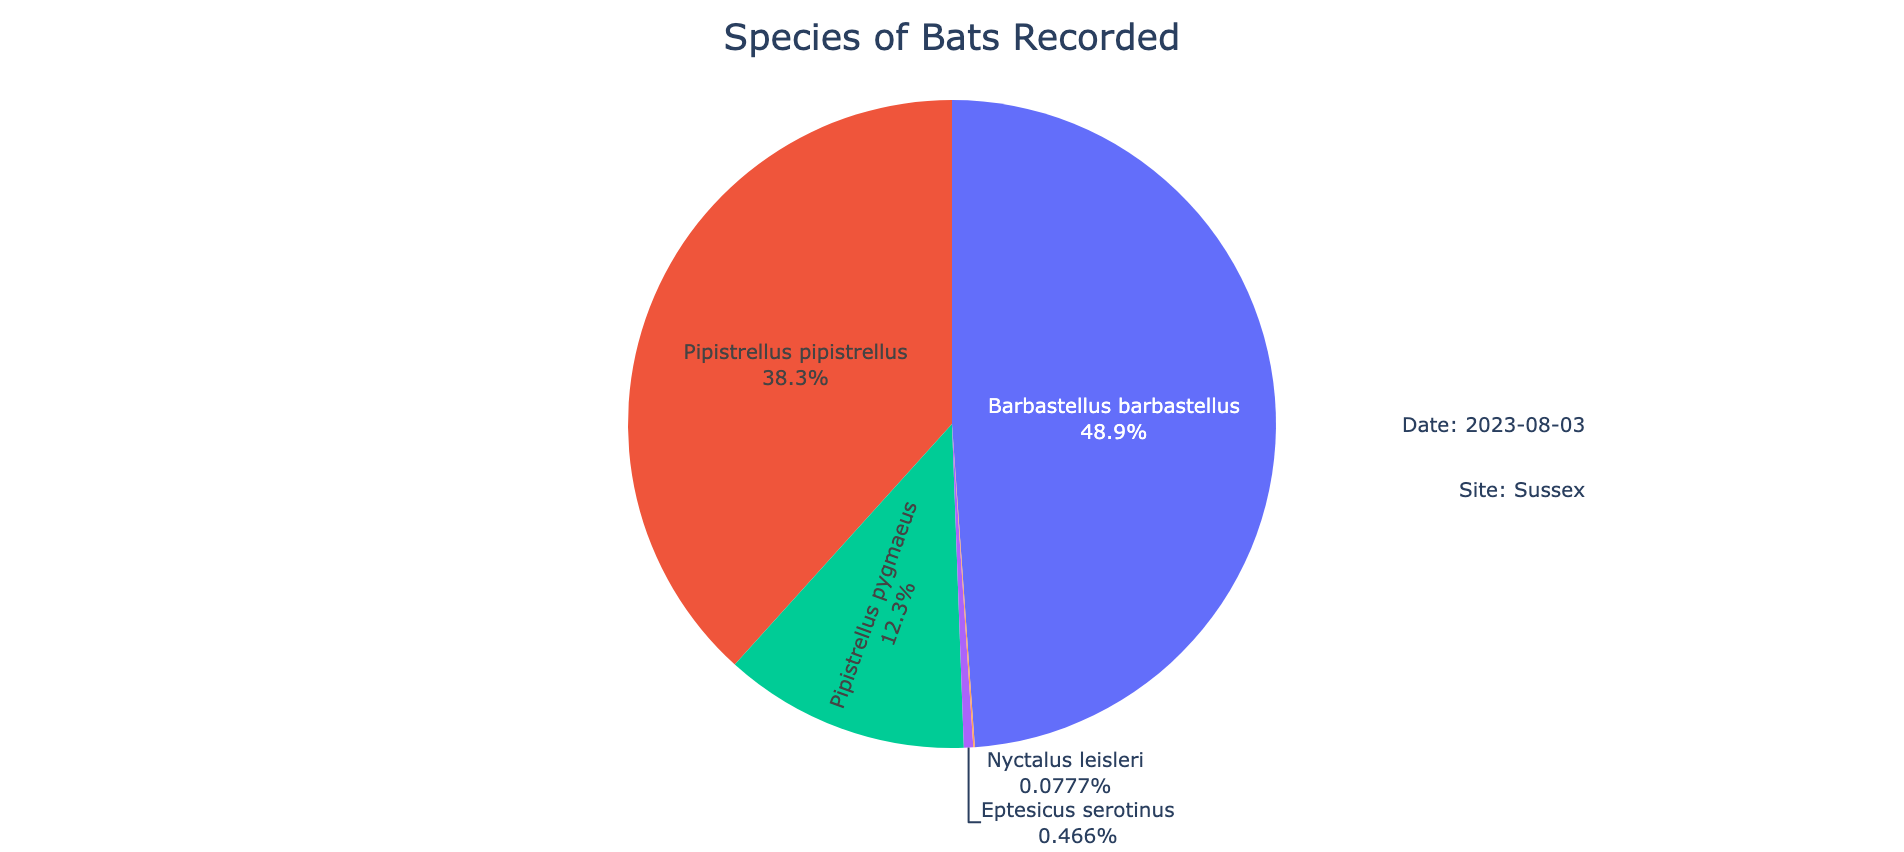 Species of Bats Recorded
Pipistrellus pipistrellus
38.3%
Barbastellus barbastellus
48.9%
Date: 2023-08-03
Site: Sussex
Pipistrellus pygmaeus
12.3%
Nyctalus leisleri
0.0777%
Eptesicus serotinus
0.466%